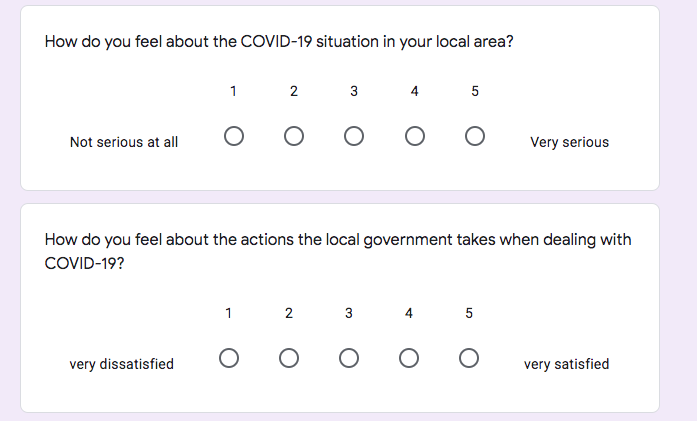 How do you feel about the COVID-19 situation in your local area?
1 2 3 4 5
Not serious at all Very serious
How do you feel about the actions the local government takes when dealing with
COVID-19?
1 2 3 4 5
very dissatisfied very satisfied